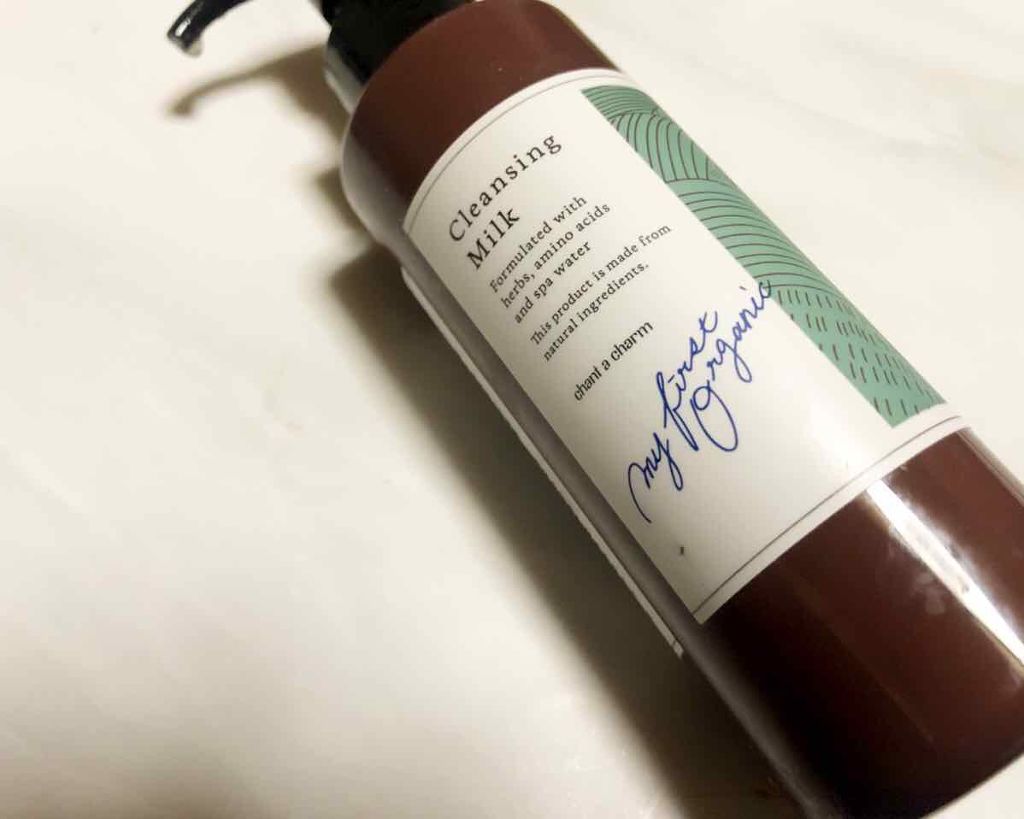 Cleansing
Milk
Formulated with
herbs, amino acids
and spa water
This product is made from
natural ingredients.
chant a charm
my first
Organic